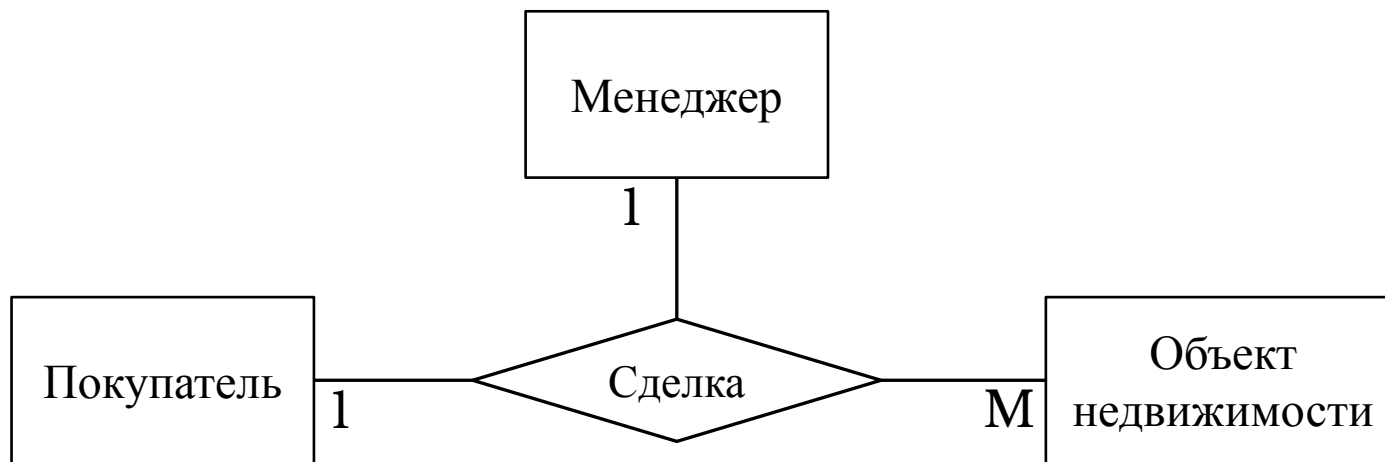 Менеджер
1
Покупатель
1
Сделка
М
Объект
недвижимости